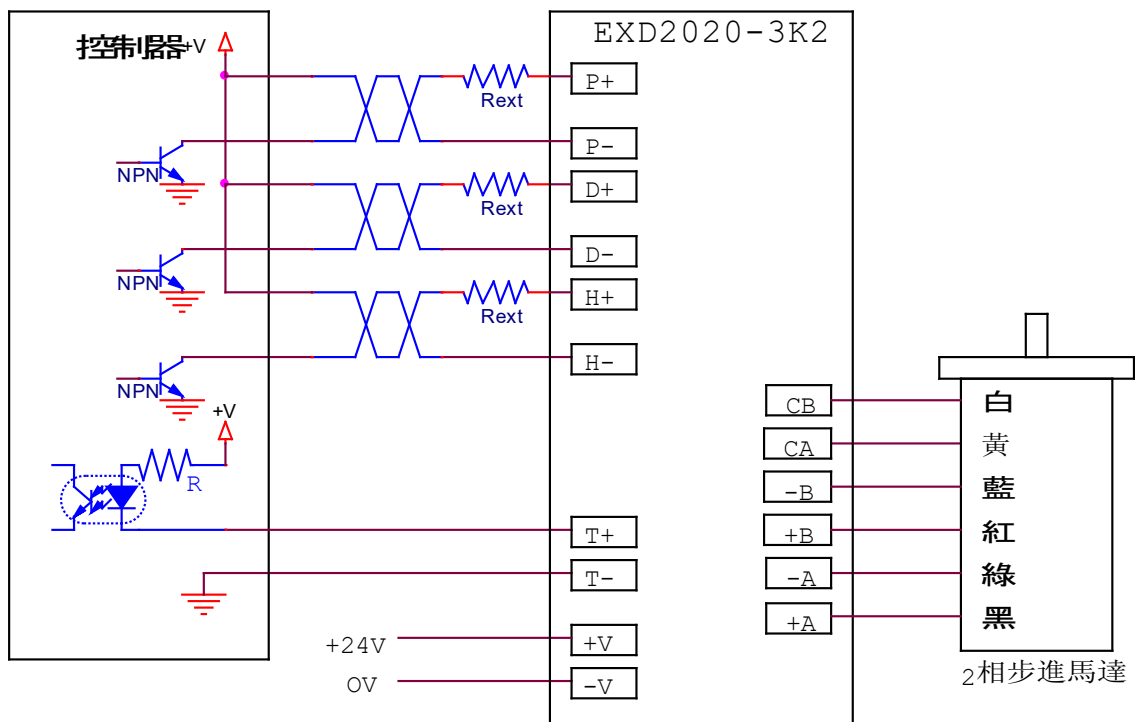 EXD2020-3K2
控制器
+V
P+
Rext
P-
NPN
D+
Rext
D-
NPN
H+
Rext
H-
NPN
+V
R
T+
T-
+24V
+V
0V
-V
CB
白
CA
黃
-B
藍
+B
紅
-A
綠
+A
黑
2相步進馬達